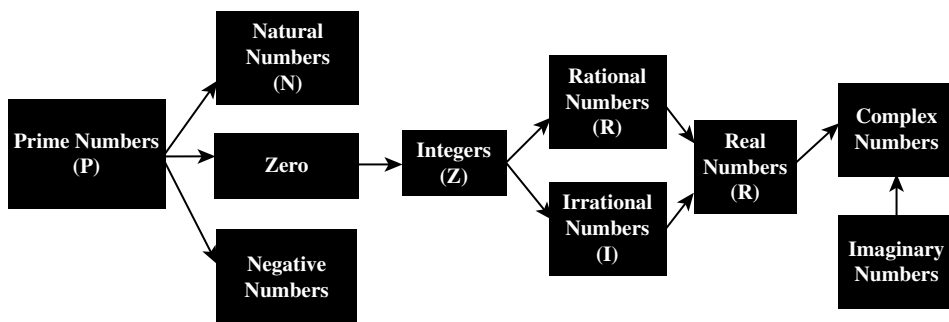 Prime Numbers
(P)
Natural
Numbers
(N)
Zero
Negative
Numbers
Integers
(Z)
Rational
Numbers
(R)
Irrational
Numbers
(I)
Real
Numbers
(R)
Complex
Numbers
Imaginary
Numbers